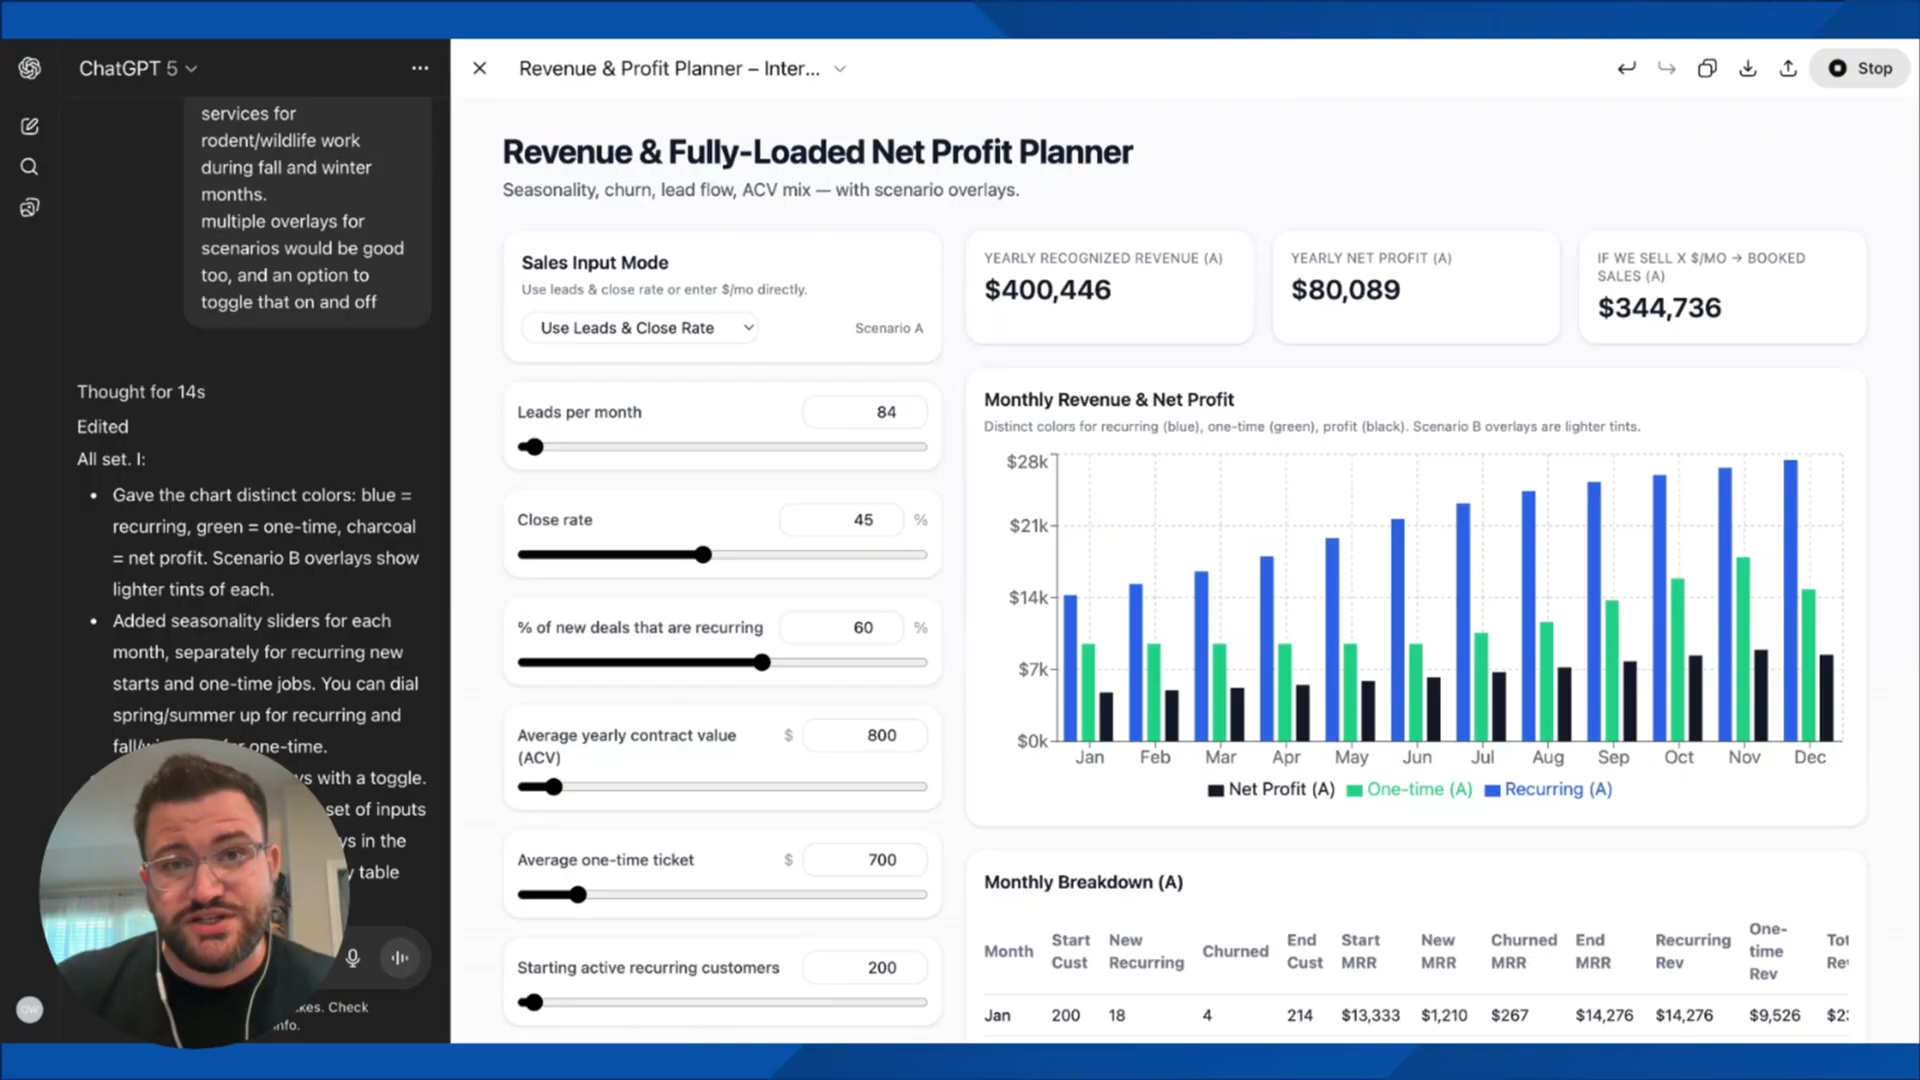 ChatGPT 5
services for
rodent/wildlife work
during fall and winter
months.
multiple overlays for
scenarios would be good
too, and an option to
toggle that on and off
Thought for 14s
Edited
All set. I:
• Gave the chart distinct colors: blue =
recurring, green = one-time, charcoal
= net profit. Scenario B overlays show
lighter tints of each.
• Added seasonality sliders for each
month, separately for recurring new
starts and one-time jobs. You can dial
spring/summer up for recurring and
one-time.
with a toggle.
set of inputs
in the
table
Check
Revenue & Profit Planner – Inter...
Stop
Revenue & Fully-Loaded Net Profit Planner
Seasonality, churn, lead flow, ACV mix — with scenario overlays.
Sales Input Mode
Use leads & close rate or enter $/mo directly.
Use Leads & Close Rate
Scenario A
Leads per month
84
Close rate
45 %
% of new deals that are recurring
60 %
Average yearly contract value
(ACV)
$ 800
Average one-time ticket
$ 700
Starting active recurring customers
200
YEARLY RECOGNIZED REVENUE (A)
$400,446
YEARLY NET PROFIT (A)
$80,089
IF WE SELL X $/MO → BOOKED
SALES (A)
$344,736
Monthly Revenue & Net Profit
Distinct colors for recurring (blue), one-time (green), profit (black). Scenario B overlays are lighter tints.
$28k
$21k
$14k
$7k
$0k
Jan Feb Mar Apr May Jun Jul Aug Sep Oct Nov Dec
Net Profit (A) One-time (A) Recurring (A)
Monthly Breakdown (A)
Month Start Cust New Recurring Churned End Cust Start MRR New MRR Churned MRR End MRR Recurring Rev One-time Rev
Jan 200 18 4 214 $13,333 $1,210 $267 $14,276 $14,276 $9,526